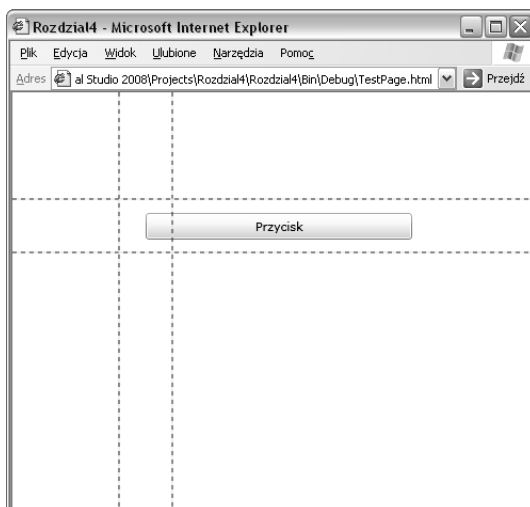 Rozdzial4 - Microsoft Internet Explorer
Plik Edycja Widok Ulubione Narzędzia Pomoc
Adres al Studio 2008\Projects\Rozdzial4\Rozdzial4\Bin\Debug\TestPage.html Przejdź
Przycisk